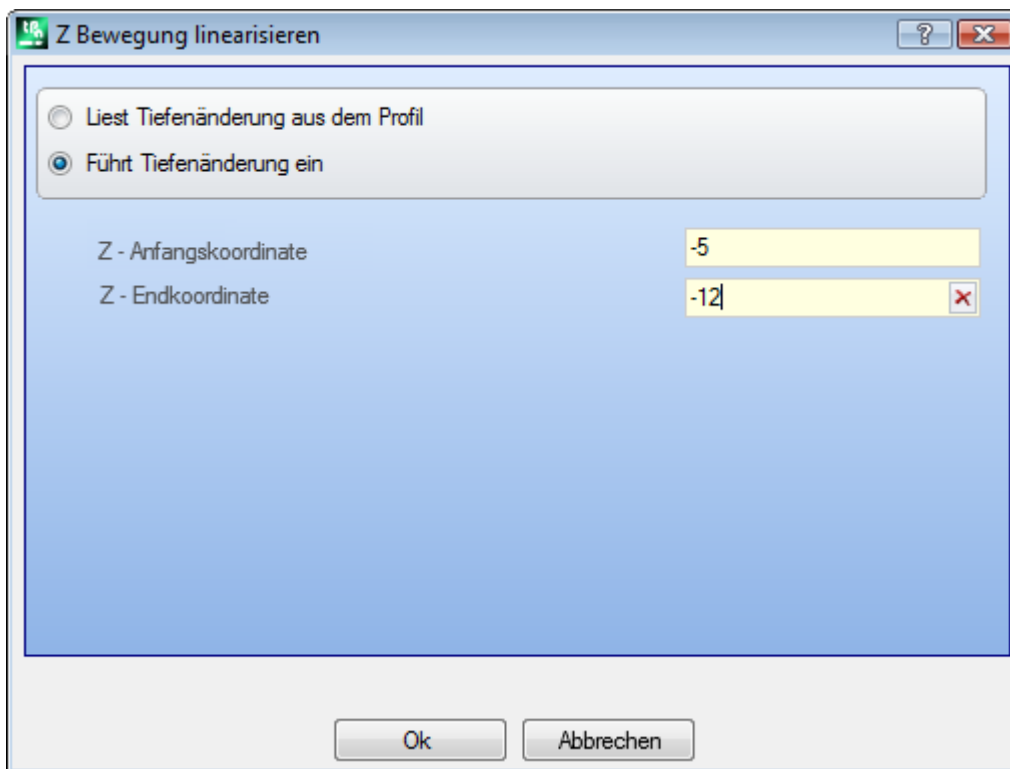 Z Bewegung linearisieren
Liest Tiefenänderung aus dem Profil
Führt Tiefenänderung ein
Z - Anfangskoordinate -5
Z - Endkoordinate -12
Ok Abbrechen